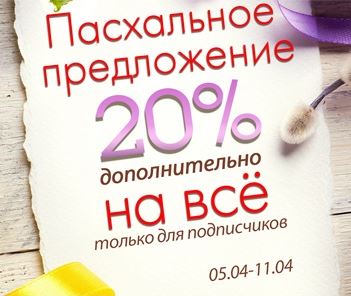 Пасхальное
предложение
20%
дополнительно
на всё
только для подписчиков
05.04-11.04